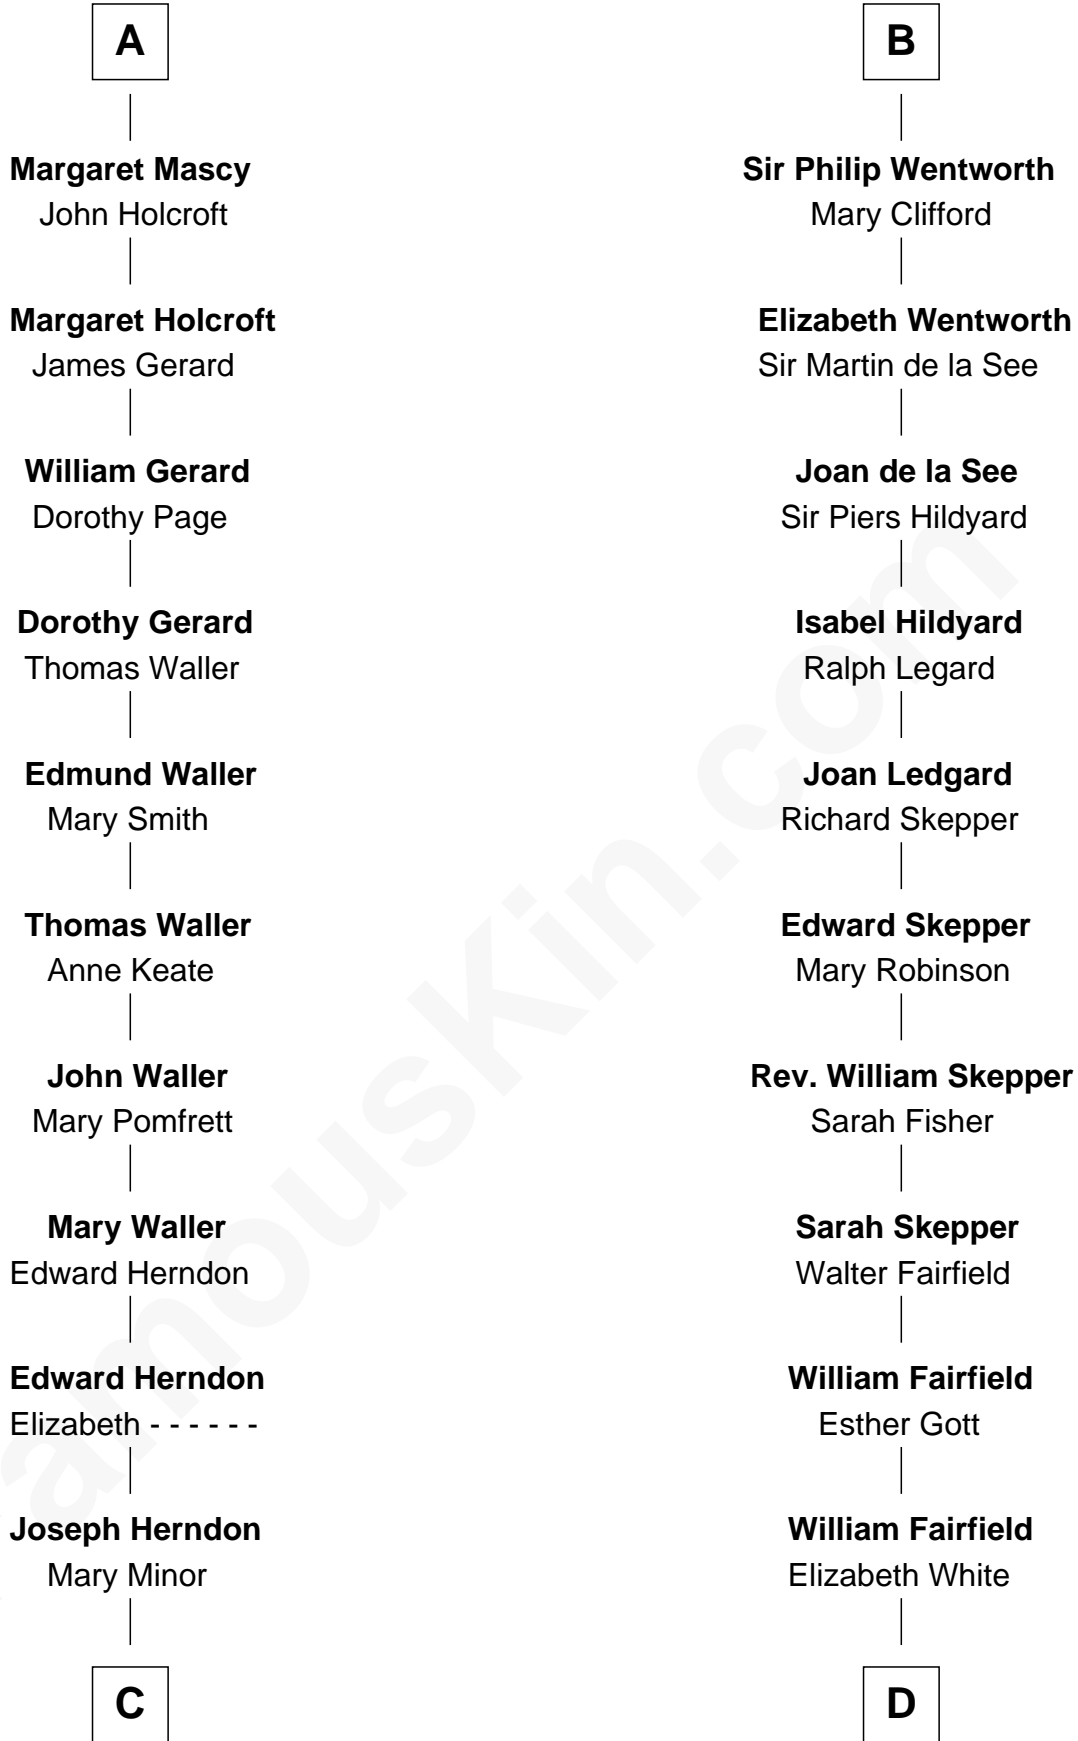 A
Margaret Mascy
John Holcroft
Margaret Holcroft
James Gerard
William Gerard
Dorothy Page
Dorothy Gerard
Thomas Waller
Edmund Waller
Mary Smith
Thomas Waller
Anne Keate
John Waller
Mary Pomfrett
Mary Waller
Edward Herndon
Edward Herndon
Elizabeth - - - - - -
Joseph Herndon
Mary Minor
C
B
Sir Philip Wentworth
Mary Clifford
Elizabeth Wentworth
Sir Martin de la See
Joan de la See
Sir Piers Hildyard
Isabel Hildyard
Ralph Legard
Joan Ledgard
Richard Skepper
Edward Skepper
Mary Robinson
Rev. William Skepper
Sarah Fisher
Sarah Skepper
Walter Fairfield
William Fairfield
Esther Gott
William Fairfield
Elizabeth White
D
amouskin.com